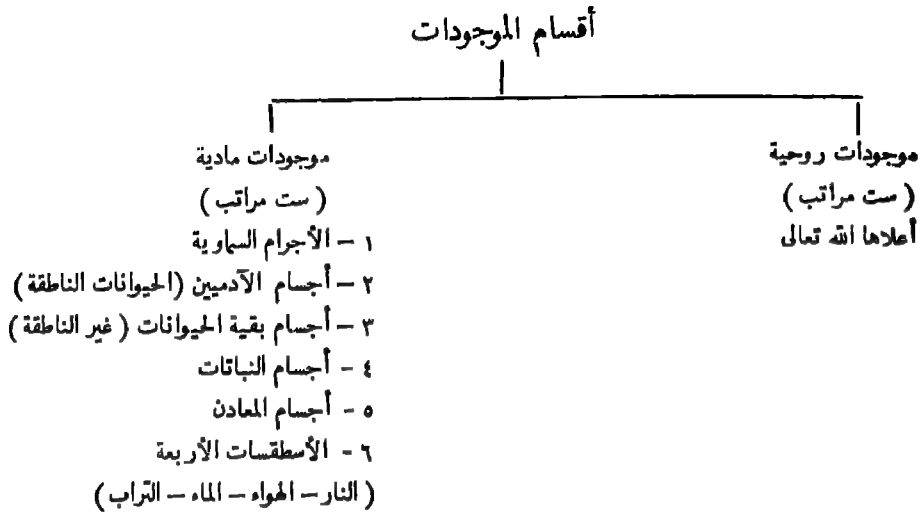 أقسام الموجودات
موجودات روحية
(ست مراتب)
أعلاها الله تعالى
موجودات مادية
(ست مراتب)
١ – الأجرام السماوية
٢ – أجسام الآدميين (الحيوانات الناطقة)
٣ – أجسام بقية الحيوانات (غير الناطقة)
٤ - أجسام النباتات
٥ - أجسام المعادن
٦ - الأسطقسات الأربعة
(النار – الهواء – الماء – التراب)